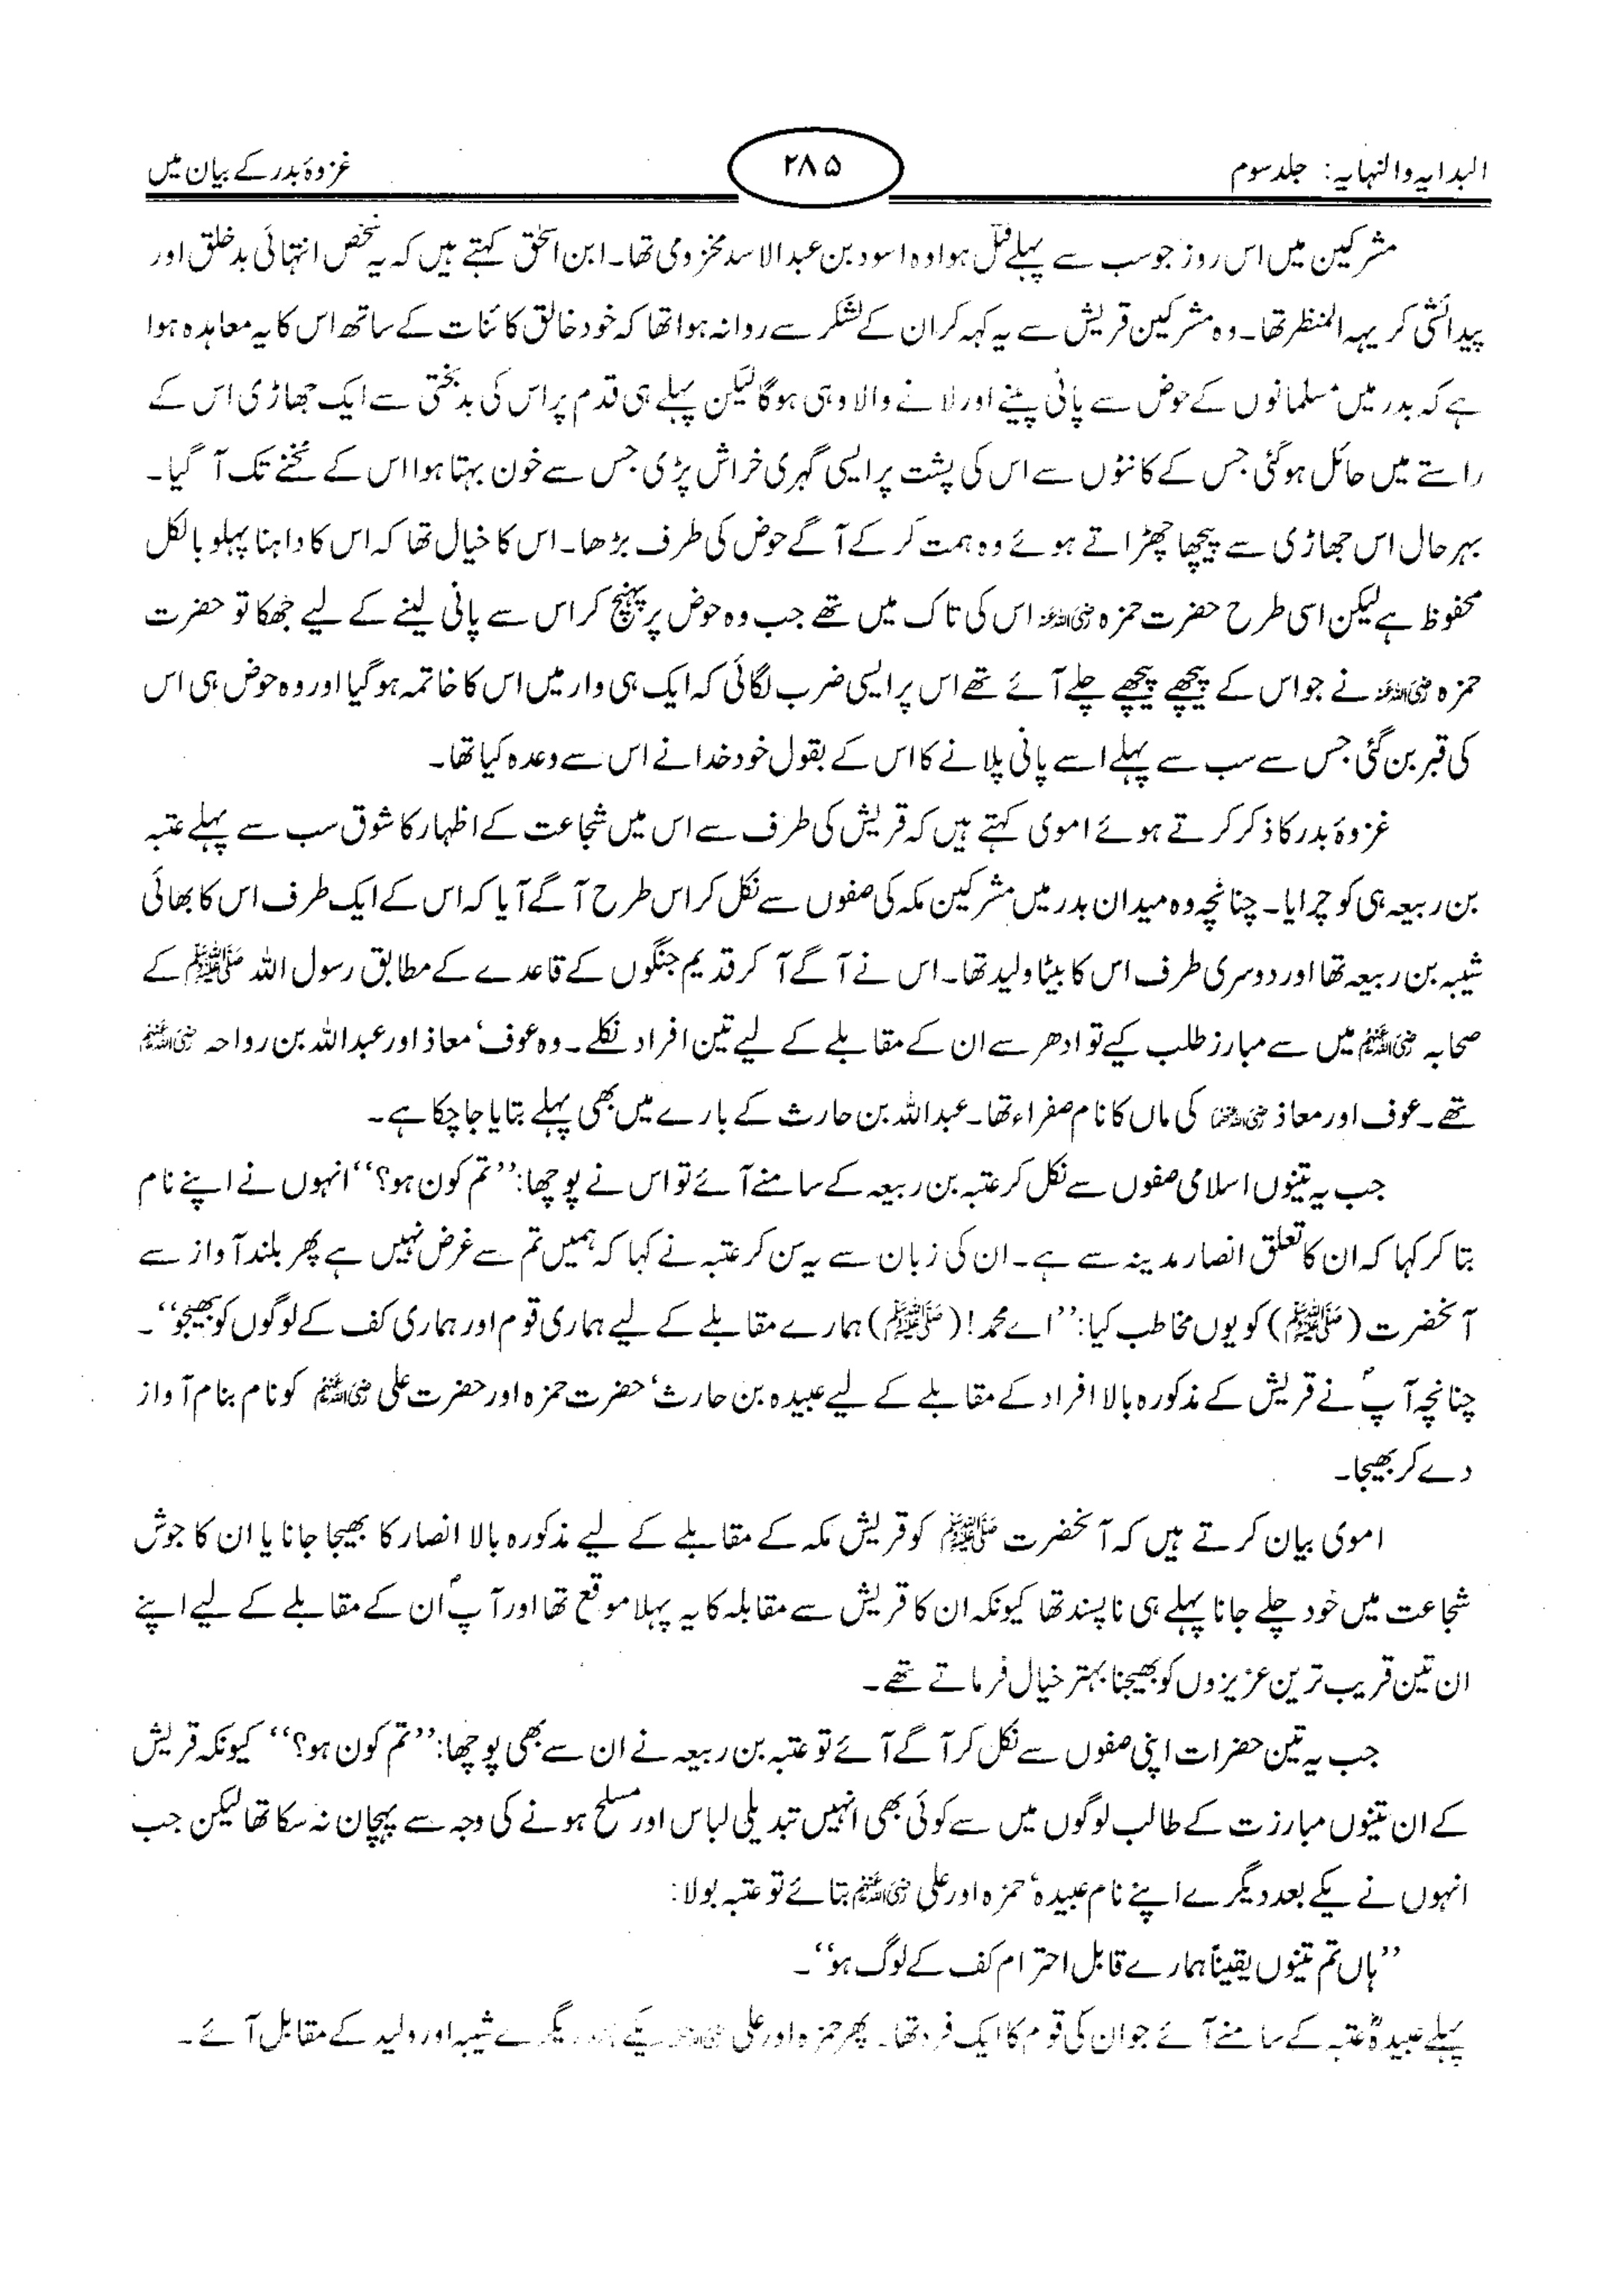 البدایہ والنہایہ: جلد سوم
۲۸۵
غزوۂ بدر کے بیان میں
مشرکین میں اس روز جو سب سے پہلے قتل ہوا وہ اسود بن عبدالاسد مخزومی تھا۔ ابن اسحٰق کہتے ہیں کہ یہ شخص انتہائی بدخلق اور
پیدائشی کریہہ المنظر تھا۔ وہ مشرکین قریش سے یہ کہہ کر ان کے لشکر سے روانہ ہوا تھا کہ خود خالق کائنات کے ساتھ اس کا یہ معاہدہ ہوا
ہے کہ بدر میں مسلمانوں کے حوض سے پانی پینے اور لانے والا وہی ہوگا لیکن پہلے ہی قدم پر اس کی بدبختی سے ایک جھاڑی اس کے
راستے میں حائل ہوگئی جس کے کانٹوں سے اس کی پشت پر ایسی گہری خراش پڑی جس سے خون بہتا ہوا اس کے ٹخنے تک آ گیا۔
بہرحال اس جھاڑی سے پیچھا چھڑاتے ہوئے وہ ہمت کر کے آگے حوض کی طرف بڑھا۔ اس کا خیال تھا کہ اس کا داہنا پہلو بالکل
محفوظ ہے لیکن اسی طرح حضرت حمزہ رضی اللہ عنہ اس کی تاک میں تھے جب وہ حوض پر پہنچ کر اس سے پانی لینے کے لیے جھکا تو حضرت
حمزہ رضی اللہ عنہ نے جو اس کے پیچھے پیچھے چلے آئے تھے اس پر ایسی ضرب لگائی کہ ایک ہی وار میں اس کا خاتمہ ہوگیا اور وہ حوض ہی اس
کی قبر بن گئی جس سے سب سے پہلے اسے پانی پلانے کا اس کے بقول خود خدا نے اس سے وعدہ کیا تھا۔
غزوۂ بدر کا ذکر کرتے ہوئے اموی کہتے ہیں کہ قریش کی طرف سے اس میں شجاعت کے اظہار کا شوق سب سے پہلے عتبہ
بن ربیعہ ہی کو چرایا۔ چنانچہ وہ میدان بدر میں مشرکین مکہ کی صفوں سے نکل کر اس طرح آگے آیا کہ اس کے ایک طرف اس کا بھائی
شیبہ بن ربیعہ تھا اور دوسری طرف اس کا بیٹا ولید تھا۔ اس نے آگے آ کر قدیم جنگوں کے قاعدے کے مطابق رسول اللہ ﷺ کے
صحابہ رضی اللہ عنہم میں سے مبارز طلب کیے تو ادھر سے ان کے مقابلے کے لیے تین افراد نکلے۔ وہ عوف‘ معاذ اور عبداللہ بن رواحہ رضی اللہ عنہم
تھے۔ عوف اور معاذ رضی اللہ عنہما کی ماں کا نام صفراء تھا۔ عبداللہ بن حارث کے بارے میں بھی پہلے بتایا جا چکا ہے۔
جب یہ تینوں اسلامی صفوں سے نکل کر عتبہ بن ربیعہ کے سامنے آئے تو اس نے پوچھا: ’’تم کون ہو؟‘‘ انہوں نے اپنے نام
بتا کر کہا کہ ان کا تعلق انصار مدینہ سے ہے۔ ان کی زبان سے یہ سن کر عتبہ نے کہا کہ ہمیں تم سے غرض نہیں ہے پھر بلند آواز سے
آنحضرت (ﷺ) کو یوں مخاطب کیا: ’’اے محمد! (ﷺ) ہمارے مقابلے کے لیے ہماری قوم اور ہماری کف کے لوگوں کو بھیجو‘‘۔
چنانچہ آپؐ نے قریش کے مذکورہ بالا افراد کے مقابلے کے لیے عبیدہ بن حارث‘ حضرت حمزہ اور حضرت علی رضی اللہ عنہم کو نام بنام آواز
دے کر بھیجا۔
اموی بیان کرتے ہیں کہ آنحضرت ﷺ کو قریش مکہ کے مقابلے کے لیے مذکورہ بالا انصار کا بھیجا جانا یا ان کا جوش
شجاعت میں خود چلے جانا پہلے ہی ناپسند تھا کیونکہ ان کا قریش سے مقابلہ کا یہ پہلا موقع تھا اور آپؐ ان کے مقابلے کے لیے اپنے
ان تین قریب ترین عزیزوں کو بھیجنا بہتر خیال فرماتے تھے۔
جب یہ تین حضرات اپنی صفوں سے نکل کر آگے آئے تو عتبہ بن ربیعہ نے ان سے بھی پوچھا: ’’تم کون ہو؟‘‘ کیونکہ قریش
کے ان تینوں مبارزت کے طالب لوگوں میں سے کوئی بھی انہیں تبدیلی لباس اور مسلح ہونے کی وجہ سے پہچان نہ سکا تھا لیکن جب
انہوں نے یکے بعد دیگرے اپنے نام عبیدہ‘ حمزہ اور علی رضی اللہ عنہم بتائے تو عتبہ بولا:
’’ہاں تم تینوں یقیناً ہمارے قابل احترام کف کے لوگ ہو‘‘۔
پہلے عبیدہؓ عتبہ کے سامنے آئے جو ان کی قوم کا ایک فرد تھا۔ پھر حمزہ اور علی رضی اللہ عنہما یکے بعد دیگرے شیبہ اور ولید کے مقابل آئے۔